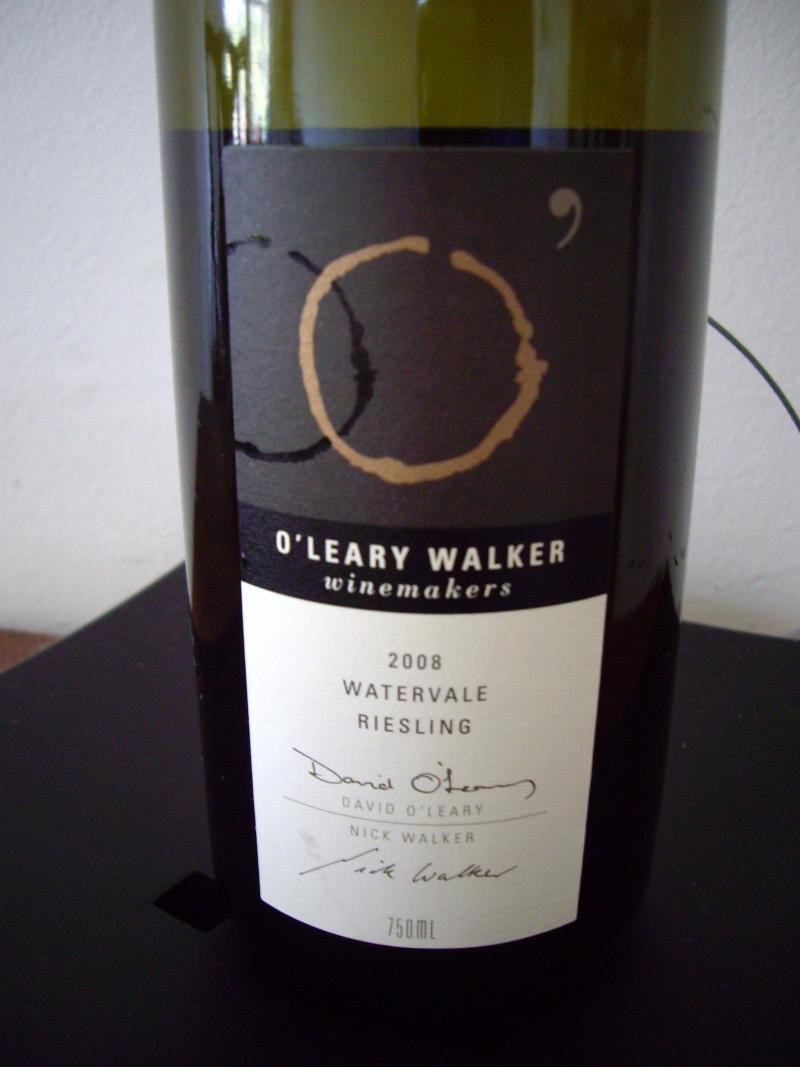 O'
O'LEARY WALKER
winemakers
2008
WATERVALE
RIESLING
David O'Leary
DAVID O'LEARY
NICK WALKER
Nick Walker
750ML